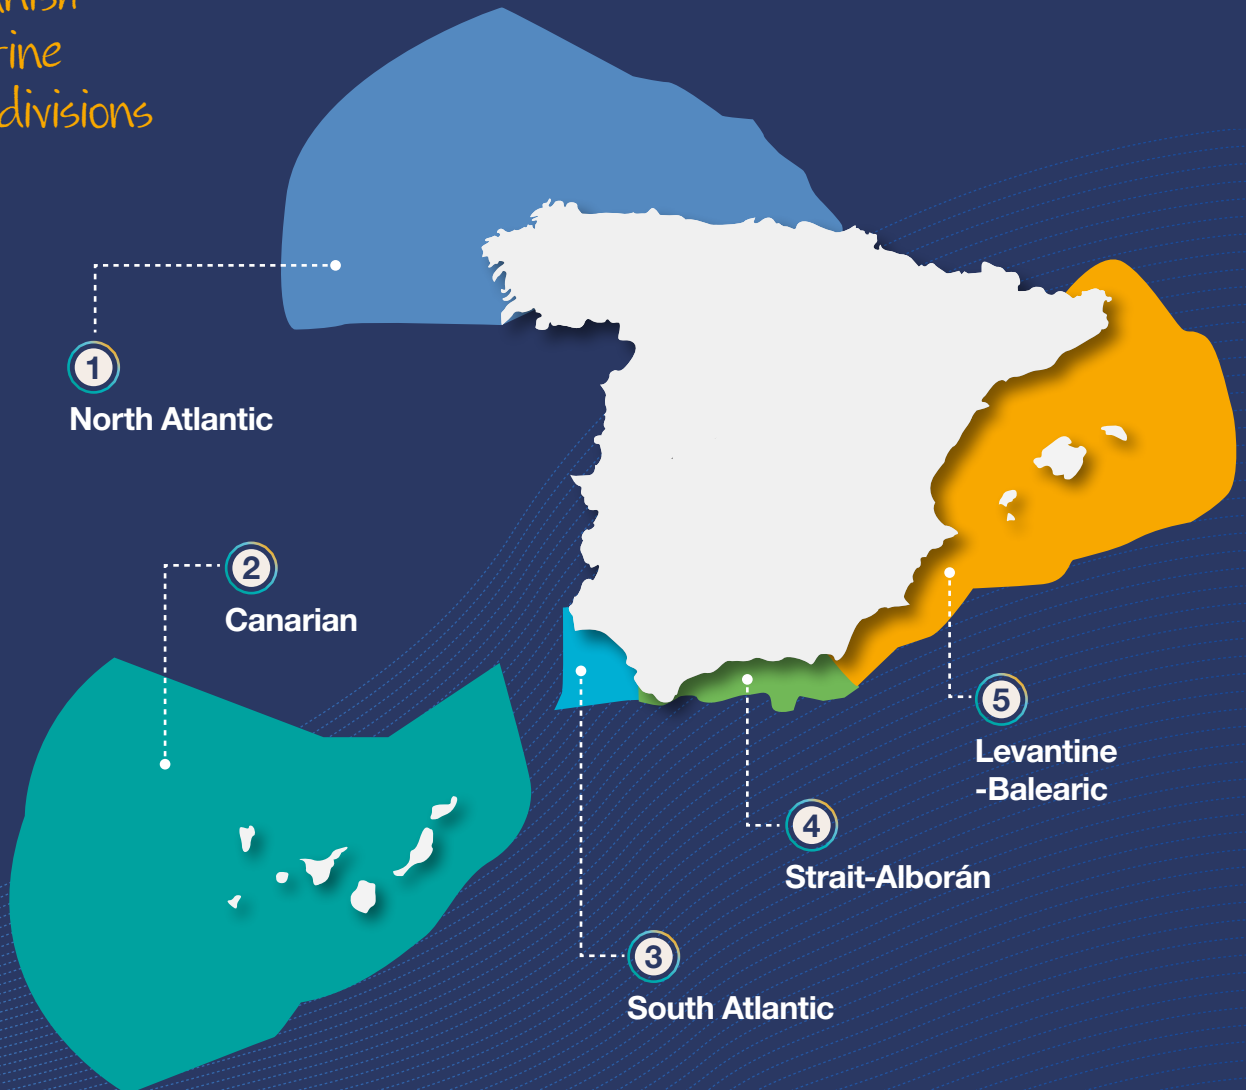 divisions
1
North Atlantic
2
Canarian
3
South Atlantic
4
Strait-Alborán
5
Levantine
-Balearic